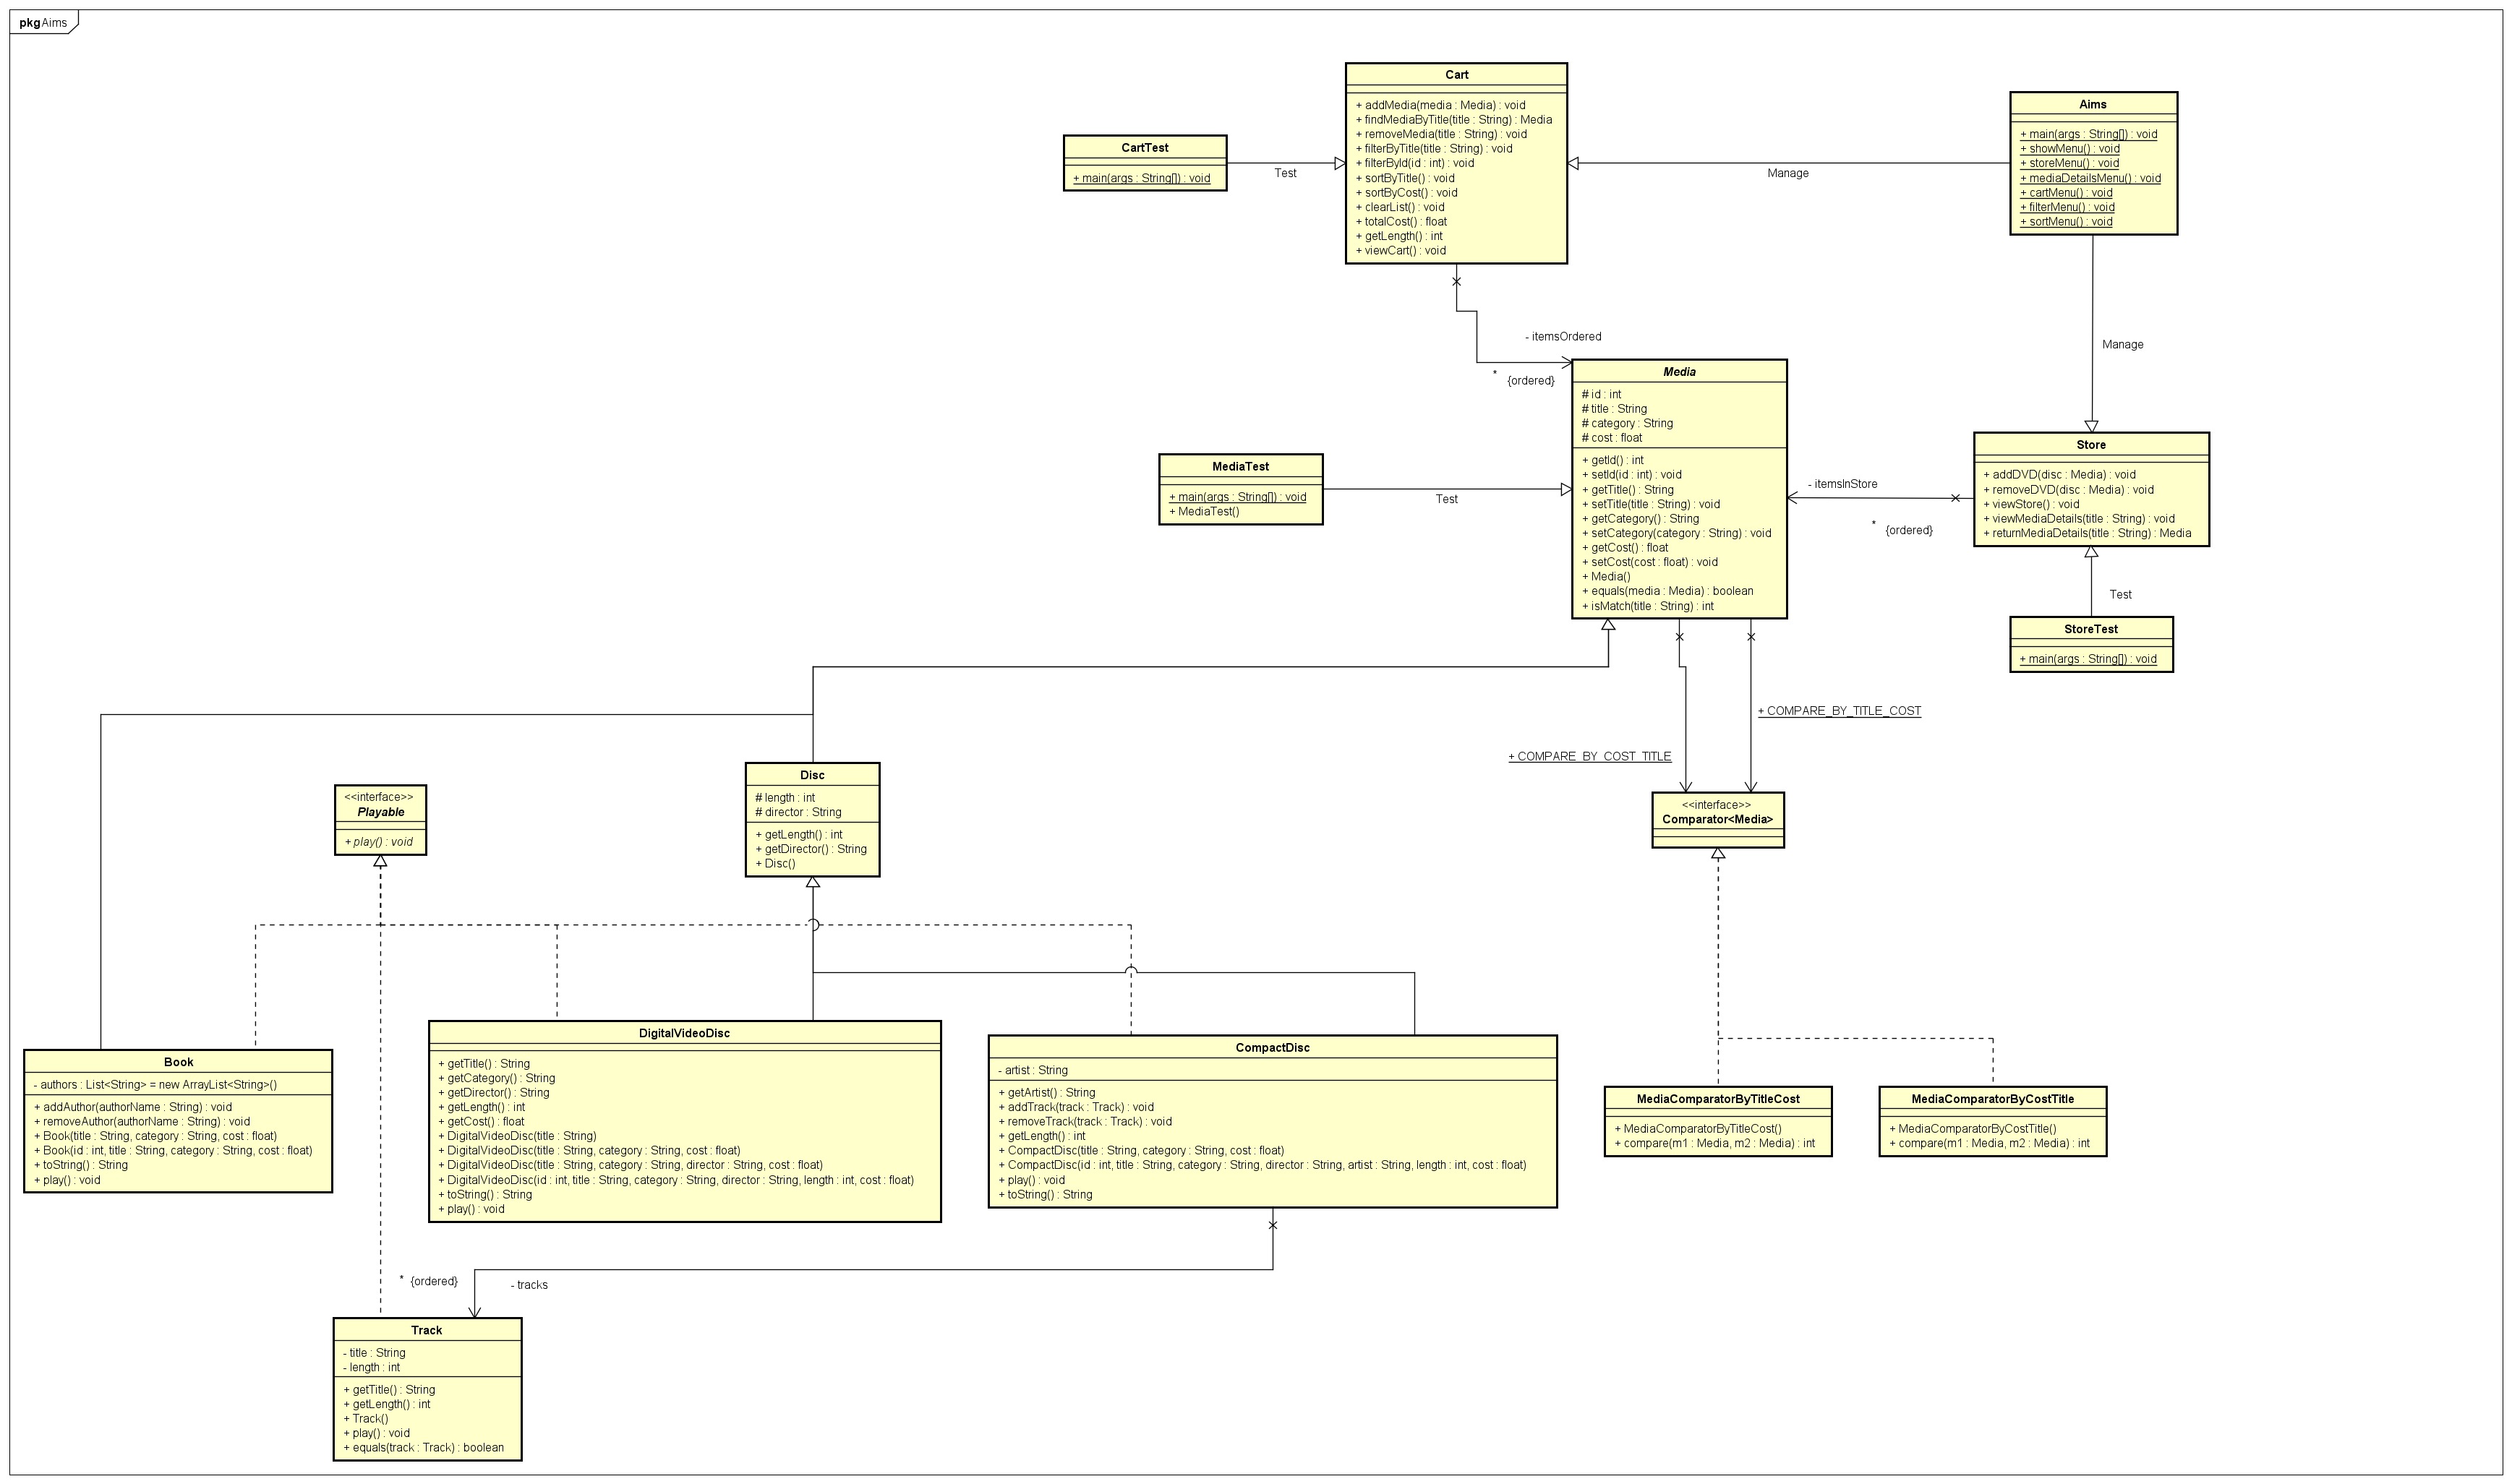 pkg Aims
Cart
+ addMedia(media : Media) : void
+ findMediaByTitle(title : String) : Media
+ removeMedia(title : String) : void
+ filterByTitle(title : String) : void
+ filterById(id : int) : void
+ sortByTitle() : void
+ sortByCost() : void
+ clearList() : void
+ totalCost() : float
+ getLength() : int
+ viewCart() : void
Aims
+ main(args : String[]) : void
+ showMenu() : void
+ storeMenu() : void
+ mediaDetailsMenu() : void
+ cartMenu() : void
+ filterMenu() : void
+ sortMenu() : void
CartTest
+ main(args : String[]) : void
Test
Manage
- itemsOrdered
*
{ordered}
Manage
Media
# id : int
# title : String
# category : String
# cost : float
+ getId() : int
+ setId(id : int) : void
+ getTitle() : String
+ setTitle(title : String) : void
+ getCategory() : String
+ setCategory(category : String) : void
+ getCost() : float
+ setCost(cost : float) : void
+ Media()
+ equals(media : Media) : boolean
+ isMatch(title : String) : int
MediaTest
+ main(args : String[]) : void
+ MediaTest()
Test
- itemsInStore
*
{ordered}
Store
+ addDVD(disc : Media) : void
+ removeDVD(disc : Media) : void
+ viewStore() : void
+ viewMediaDetails(title : String) : void
+ returnMediaDetails(title : String) : Media
Test
StoreTest
+ main(args : String[]) : void
+ COMPARE_BY_TITLE_COST
+ COMPARE_BY_COST_TITLE
<<interface>>
Playable
+ play() : void
Disc
# length : int
# director : String
+ getLength() : int
+ getDirector() : String
+ Disc()
<<interface>>
Comparator<Media>
Book
- authors : List<String> = new ArrayList<String>()
+ addAuthor(authorName : String) : void
+ removeAuthor(authorName : String) : void
+ Book(title : String, category : String, cost : float)
+ Book(id : int, title : String, category : String, cost : float)
+ toString() : String
+ play() : void
DigitalVideoDisc
+ getTitle() : String
+ getCategory() : String
+ getDirector() : String
+ getLength() : int
+ getCost() : float
+ DigitalVideoDisc(title : String)
+ DigitalVideoDisc(title : String, category : String, cost : float)
+ DigitalVideoDisc(title : String, category : String, director : String, cost : float)
+ DigitalVideoDisc(id : int, title : String, category : String, director : String, length : int, cost : float)
+ toString() : String
+ play() : void
CompactDisc
- artist : String
+ getArtist() : String
+ addTrack(track : Track) : void
+ removeTrack(track : Track) : void
+ getLength() : int
+ CompactDisc(title : String, category : String, cost : float)
+ CompactDisc(id : int, title : String, category : String, director : String, artist : String, length : int, cost : float)
+ play() : void
+ toString() : String
MediaComparatorByTitleCost
+ MediaComparatorByTitleCost()
+ compare(m1 : Media, m2 : Media) : int
MediaComparatorByCostTitle
+ MediaComparatorByCostTitle()
+ compare(m1 : Media, m2 : Media) : int
*
{ordered}
- tracks
Track
- title : String
- length : int
+ getTitle() : String
+ getLength() : int
+ Track()
+ play() : void
+ equals(track : Track) : boolean